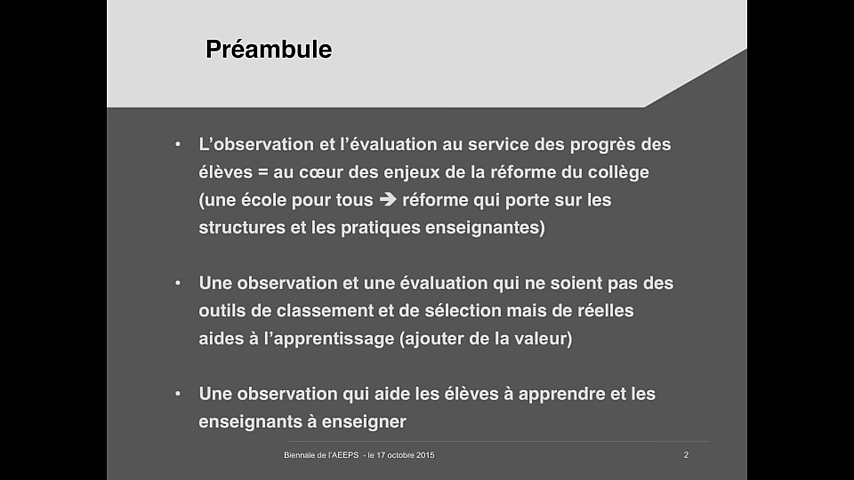 Préambule
• L’observation et l’évaluation au service des progrès des
élèves = au cœur des enjeux de la réforme du collège
(une école pour tous ➔ réforme qui porte sur les
structures et les pratiques enseignantes)
• Une observation et une évaluation qui ne soient pas des
outils de classement et de sélection mais de réelles
aides à l’apprentissage (ajouter de la valeur)
• Une observation qui aide les élèves à apprendre et les
enseignants à enseigner
Biennale de l’AEEPS - le 17 octobre 2015 2